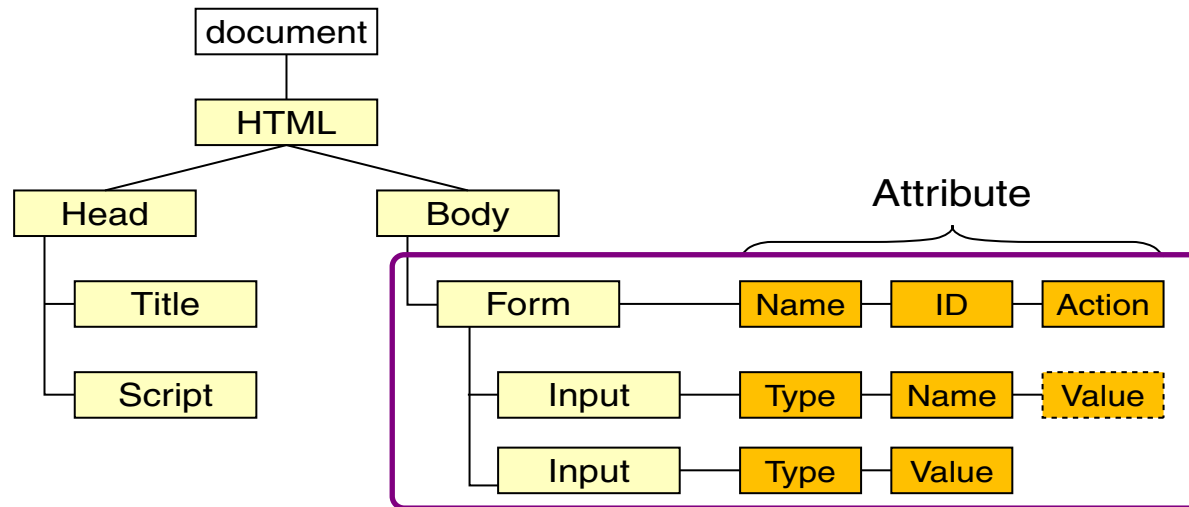 document
HTML
Head
Body
Attribute
Title
Form
Name
ID
Action
Script
Input
Type
Name
Value
Input
Type
Value